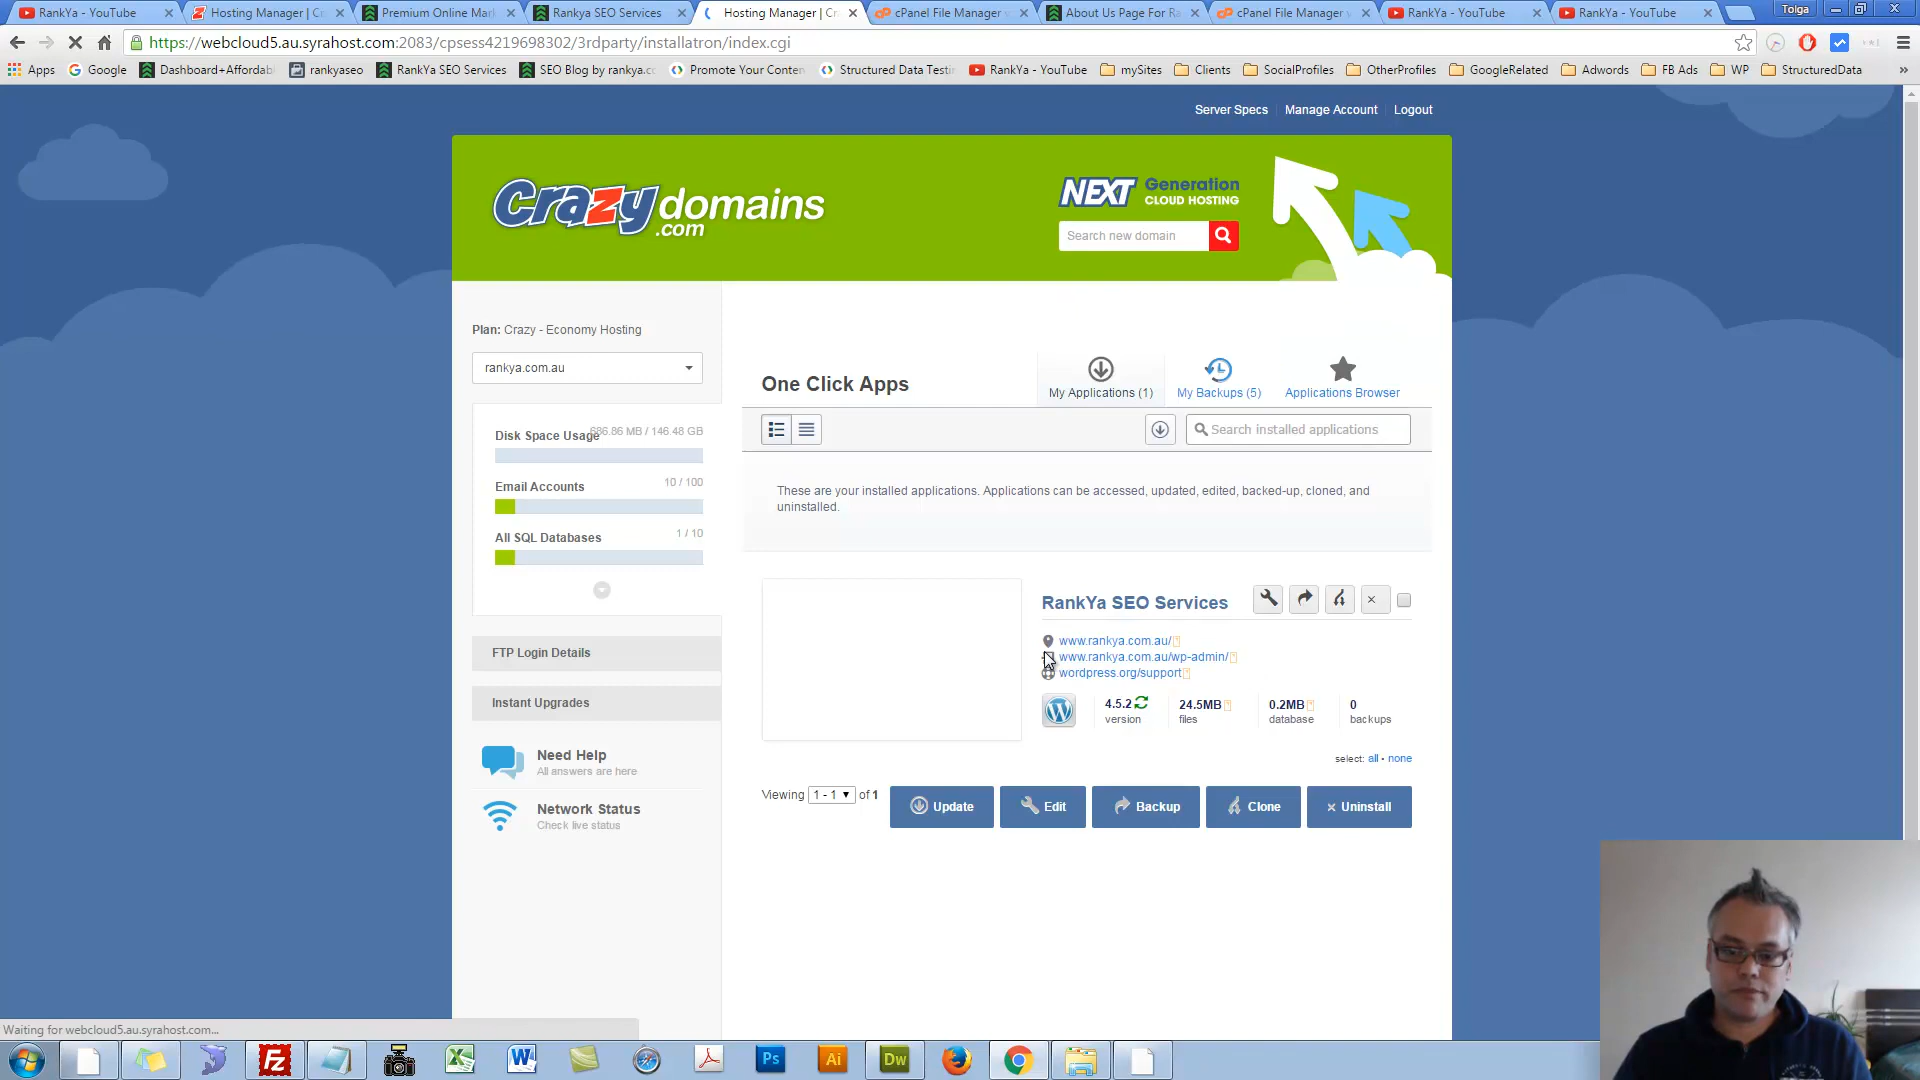 RankYa - YouTube
Hosting Manager | Cr
Premium Online Mar
Rankya SEO Services
Hosting Manager | Cr
cPanel File Manager v
About Us Page For Ra
cPanel File Manager v
RankYa - YouTube
RankYa - YouTube
Tolga
https://webcloud5.au.syrahost.com:2083/cpsess4219698302/3rdparty/installatron/index.cgi
Apps
Google
Dashboard+Affordab
rankyaseo
RankYa SEO Services
SEO Blog by rankya.co
Promote Your Conten
Structured Data Testi
RankYa - YouTube
mySites
Clients
SocialProfiles
OtherProfiles
GoogleRelated
Adwords
FB Ads
WP
StructuredData
»
Server Specs
Manage Account
Logout
Crazydomains
.com
NEXT Generation
CLOUD HOSTING
Search new domain
Plan: Crazy - Economy Hosting
rankya.com.au
Disk Space Usage 686.86 MB / 146.48 GB
Email Accounts 10 / 100
All SQL Databases 1 / 10
FTP Login Details
Instant Upgrades
Need Help
All answers are here
Network Status
Check live status
One Click Apps
My Applications (1)
My Backups (5)
Applications Browser
Search installed applications
These are your installed applications. Applications can be accessed, updated, edited, backed-up, cloned, and
uninstalled.
RankYa SEO Services
www.rankya.com.au/
www.rankya.com.au/wp-admin/
wordpress.org/support
4.5.2
version
24.5MB
files
0.2MB
database
0
backups
select: all - none
Viewing 1 - 1 of 1
Update
Edit
Backup
Clone
× Uninstall
Waiting for webcloud5.au.syrahost.com...
Fz
Ps
Ai
Dw